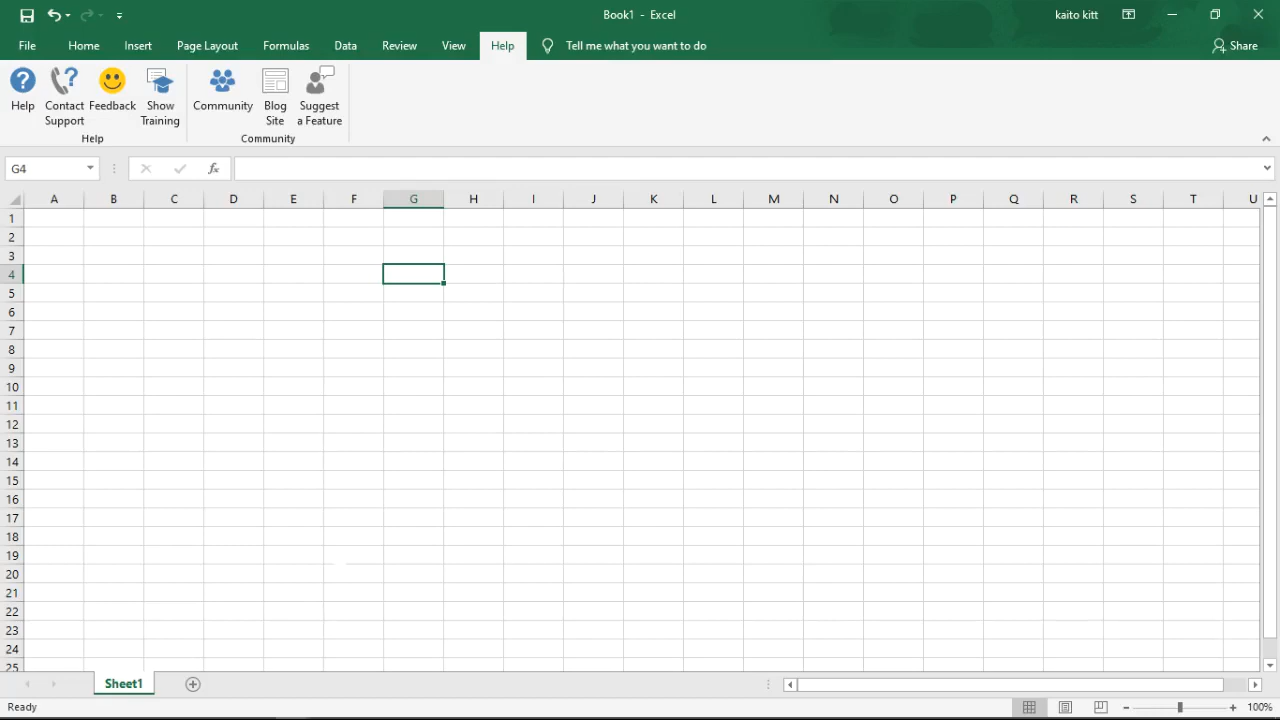 Book1 - Excel
kaito kitt
File Home Insert Page Layout Formulas Data Review View Help Tell me what you want to do Share
Help Contact Support Feedback Show Training Community Blog Site Suggest a Feature
Help Community
G4 fx
A B C D E F G H I J K L M N O P Q R S T U
1
2
3
4
5
6
7
8
9
10
11
12
13
14
15
16
17
18
19
20
21
22
23
24
25
Sheet1
Ready 100%